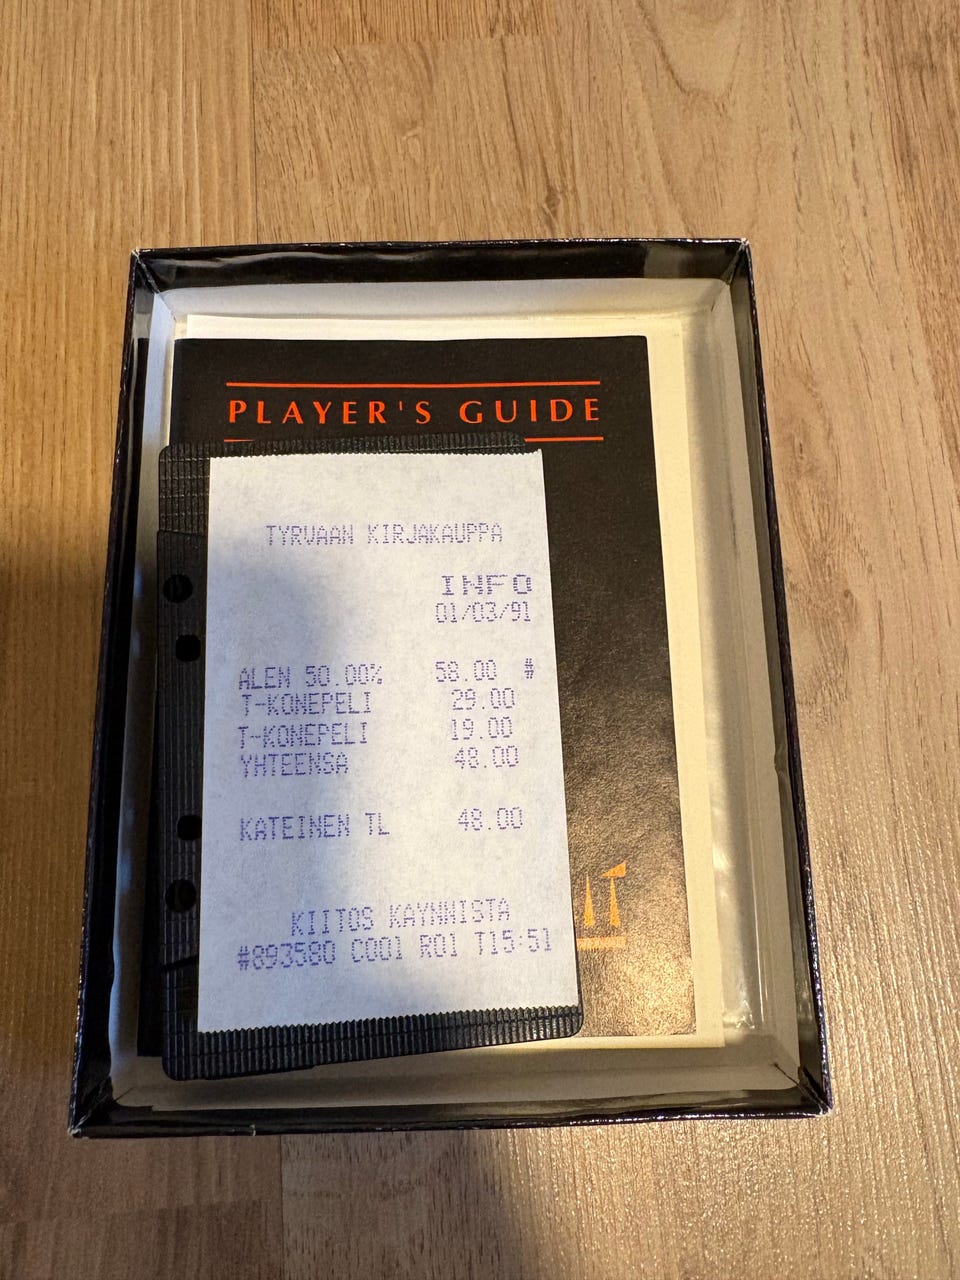 PLAYER'S GUIDE
TYRVAAN KIRJAKAUPPA
INFO
01/03/91
ALEN 50.00% 58.00 #
T-KONEPELI 29.00
T-KONEPELI 19.00
YHTEENSA 48.00
KATEINEN TL 48.00
KIITOS KAYNNISTA
#893580 C001 R01 T15:51